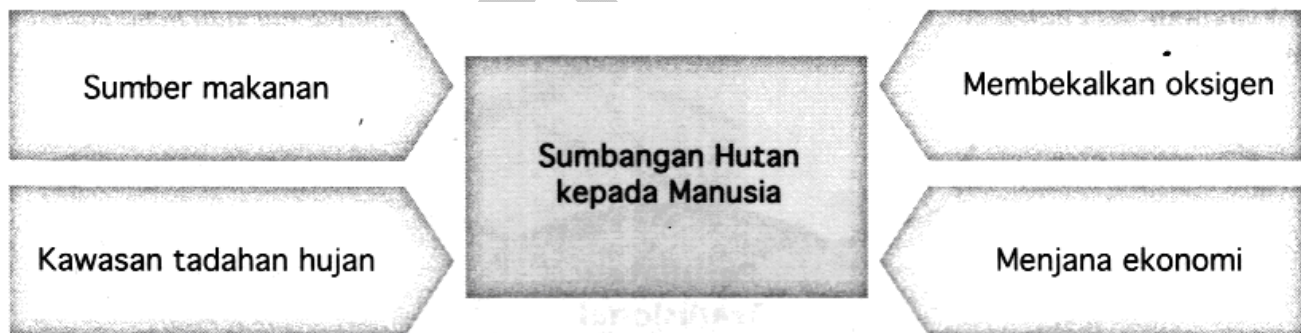 Sumber makanan
Membekalkan oksigen
Sumbangan Hutan
kepada Manusia
Kawasan tadahan hujan
Menjana ekonomi